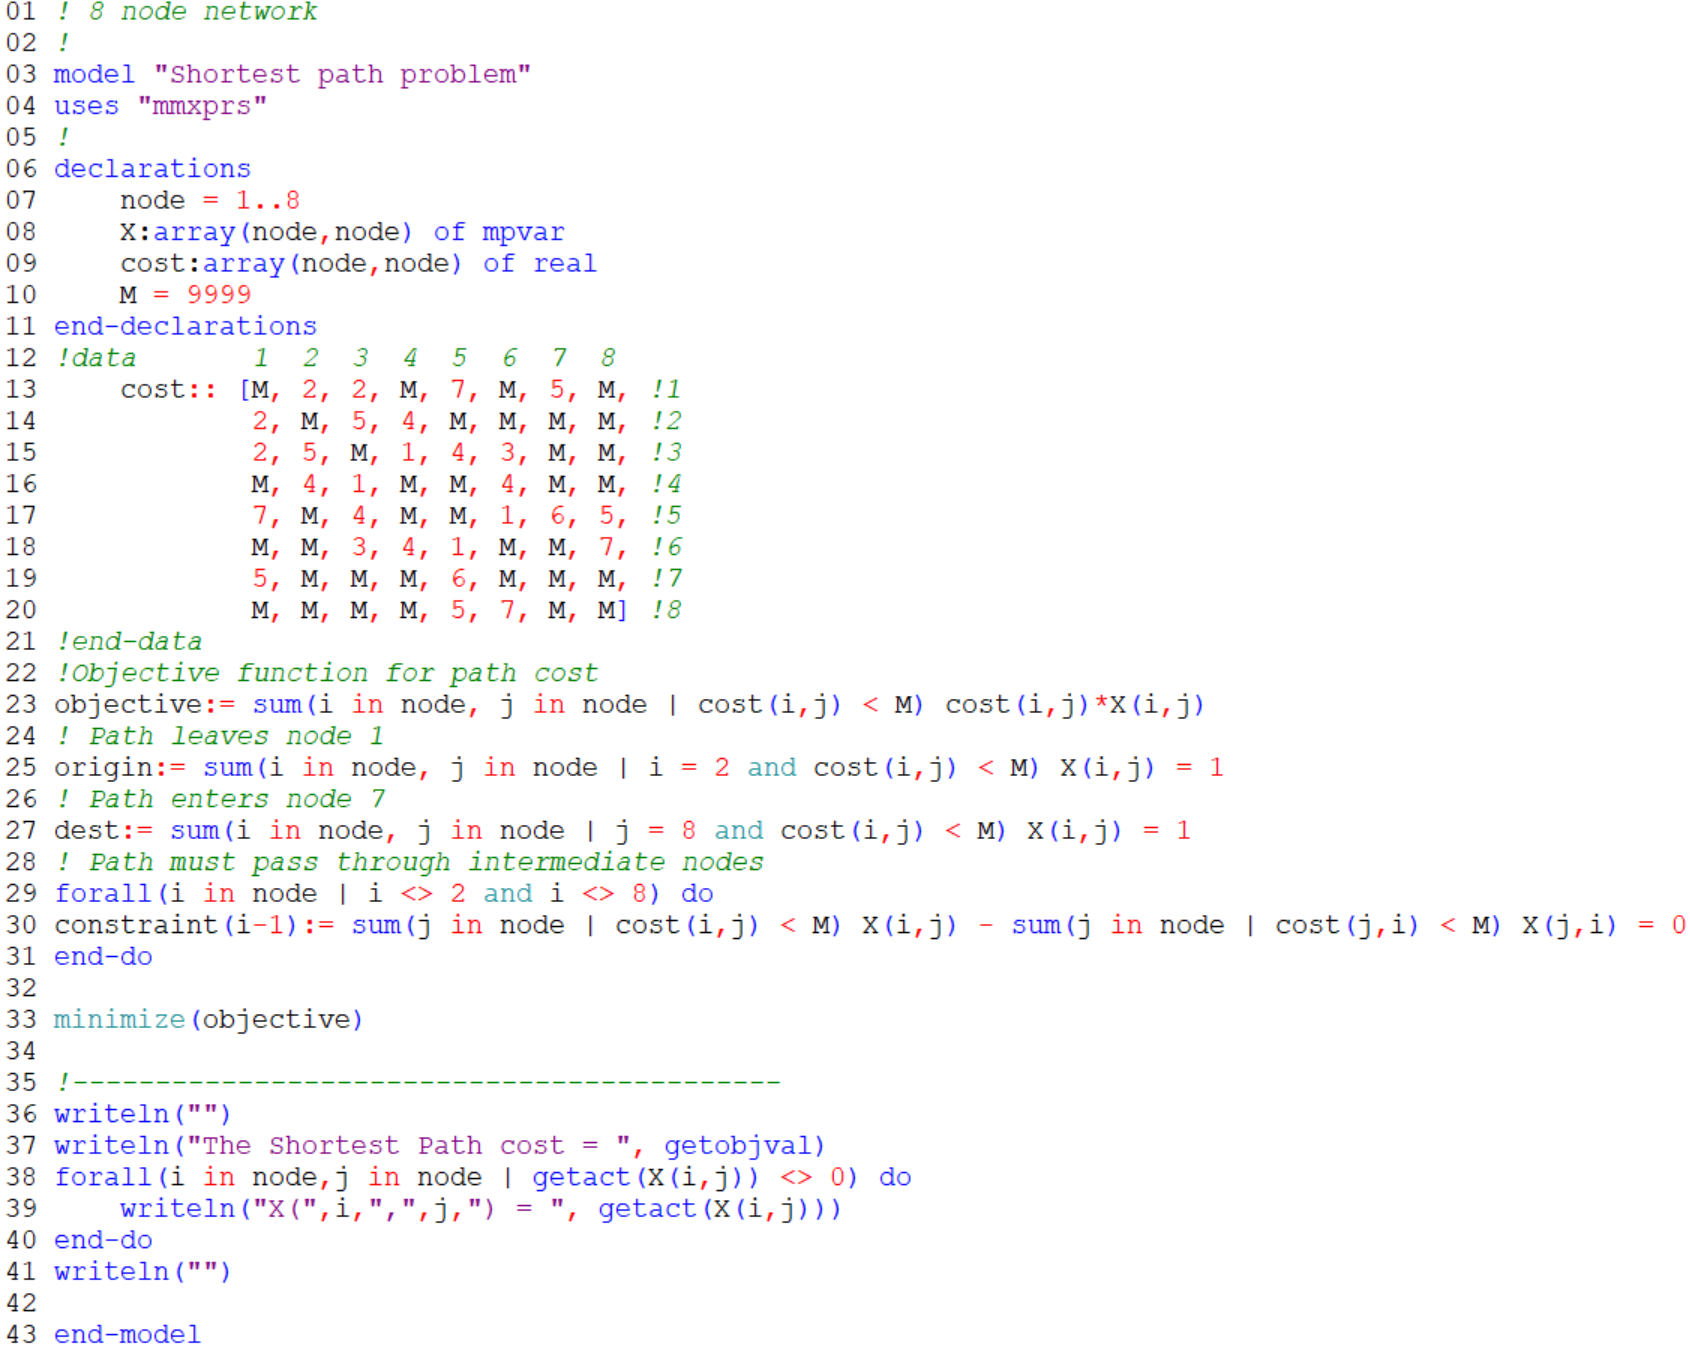 01 ! 8 node network
02 !
03 model "Shortest path problem"
04 uses "mmxprs"
05 !
06 declarations
07     node = 1..8
08     X:array(node,node) of mpvar
09     cost:array(node,node) of real
10     M = 9999
11 end-declarations
12 !data       1  2  3  4  5  6  7  8
13     cost:: [M, 2, 2, M, 7, M, 5, M, !1
14             2, M, 5, 4, M, M, M, M, !2
15             2, 5, M, 1, 4, 3, M, M, !3
16             M, 4, 1, M, M, 4, M, M, !4
17             7, M, 4, M, M, 1, 6, 5, !5
18             M, M, 3, 4, 1, M, M, 7, !6
19             5, M, M, M, 6, M, M, M, !7
20             M, M, M, M, 5, 7, M, M] !8
21 !end-data
22 !Objective function for path cost
23 objective:= sum(i in node, j in node | cost(i,j) < M) cost(i,j)*X(i,j)
24 ! Path leaves node 1
25 origin:= sum(i in node, j in node | i = 2 and cost(i,j) < M) X(i,j) = 1
26 ! Path enters node 7
27 dest:= sum(i in node, j in node | j = 8 and cost(i,j) < M) X(i,j) = 1
28 ! Path must pass through intermediate nodes
29 forall(i in node | i <> 2 and i <> 8) do
30 constraint(i-1):= sum(j in node | cost(i,j) < M) X(i,j) - sum(j in node | cost(j,i) < M) X(j,i) = 0
31 end-do
32
33 minimize(objective)
34
35 !-------------------------------------------
36 writeln("")
37 writeln("The Shortest Path cost = ", getobjval)
38 forall(i in node,j in node | getact(X(i,j)) <> 0) do
39     writeln("X(",i,",",j,") = ", getact(X(i,j)))
40 end-do
41 writeln("")
42
43 end-model